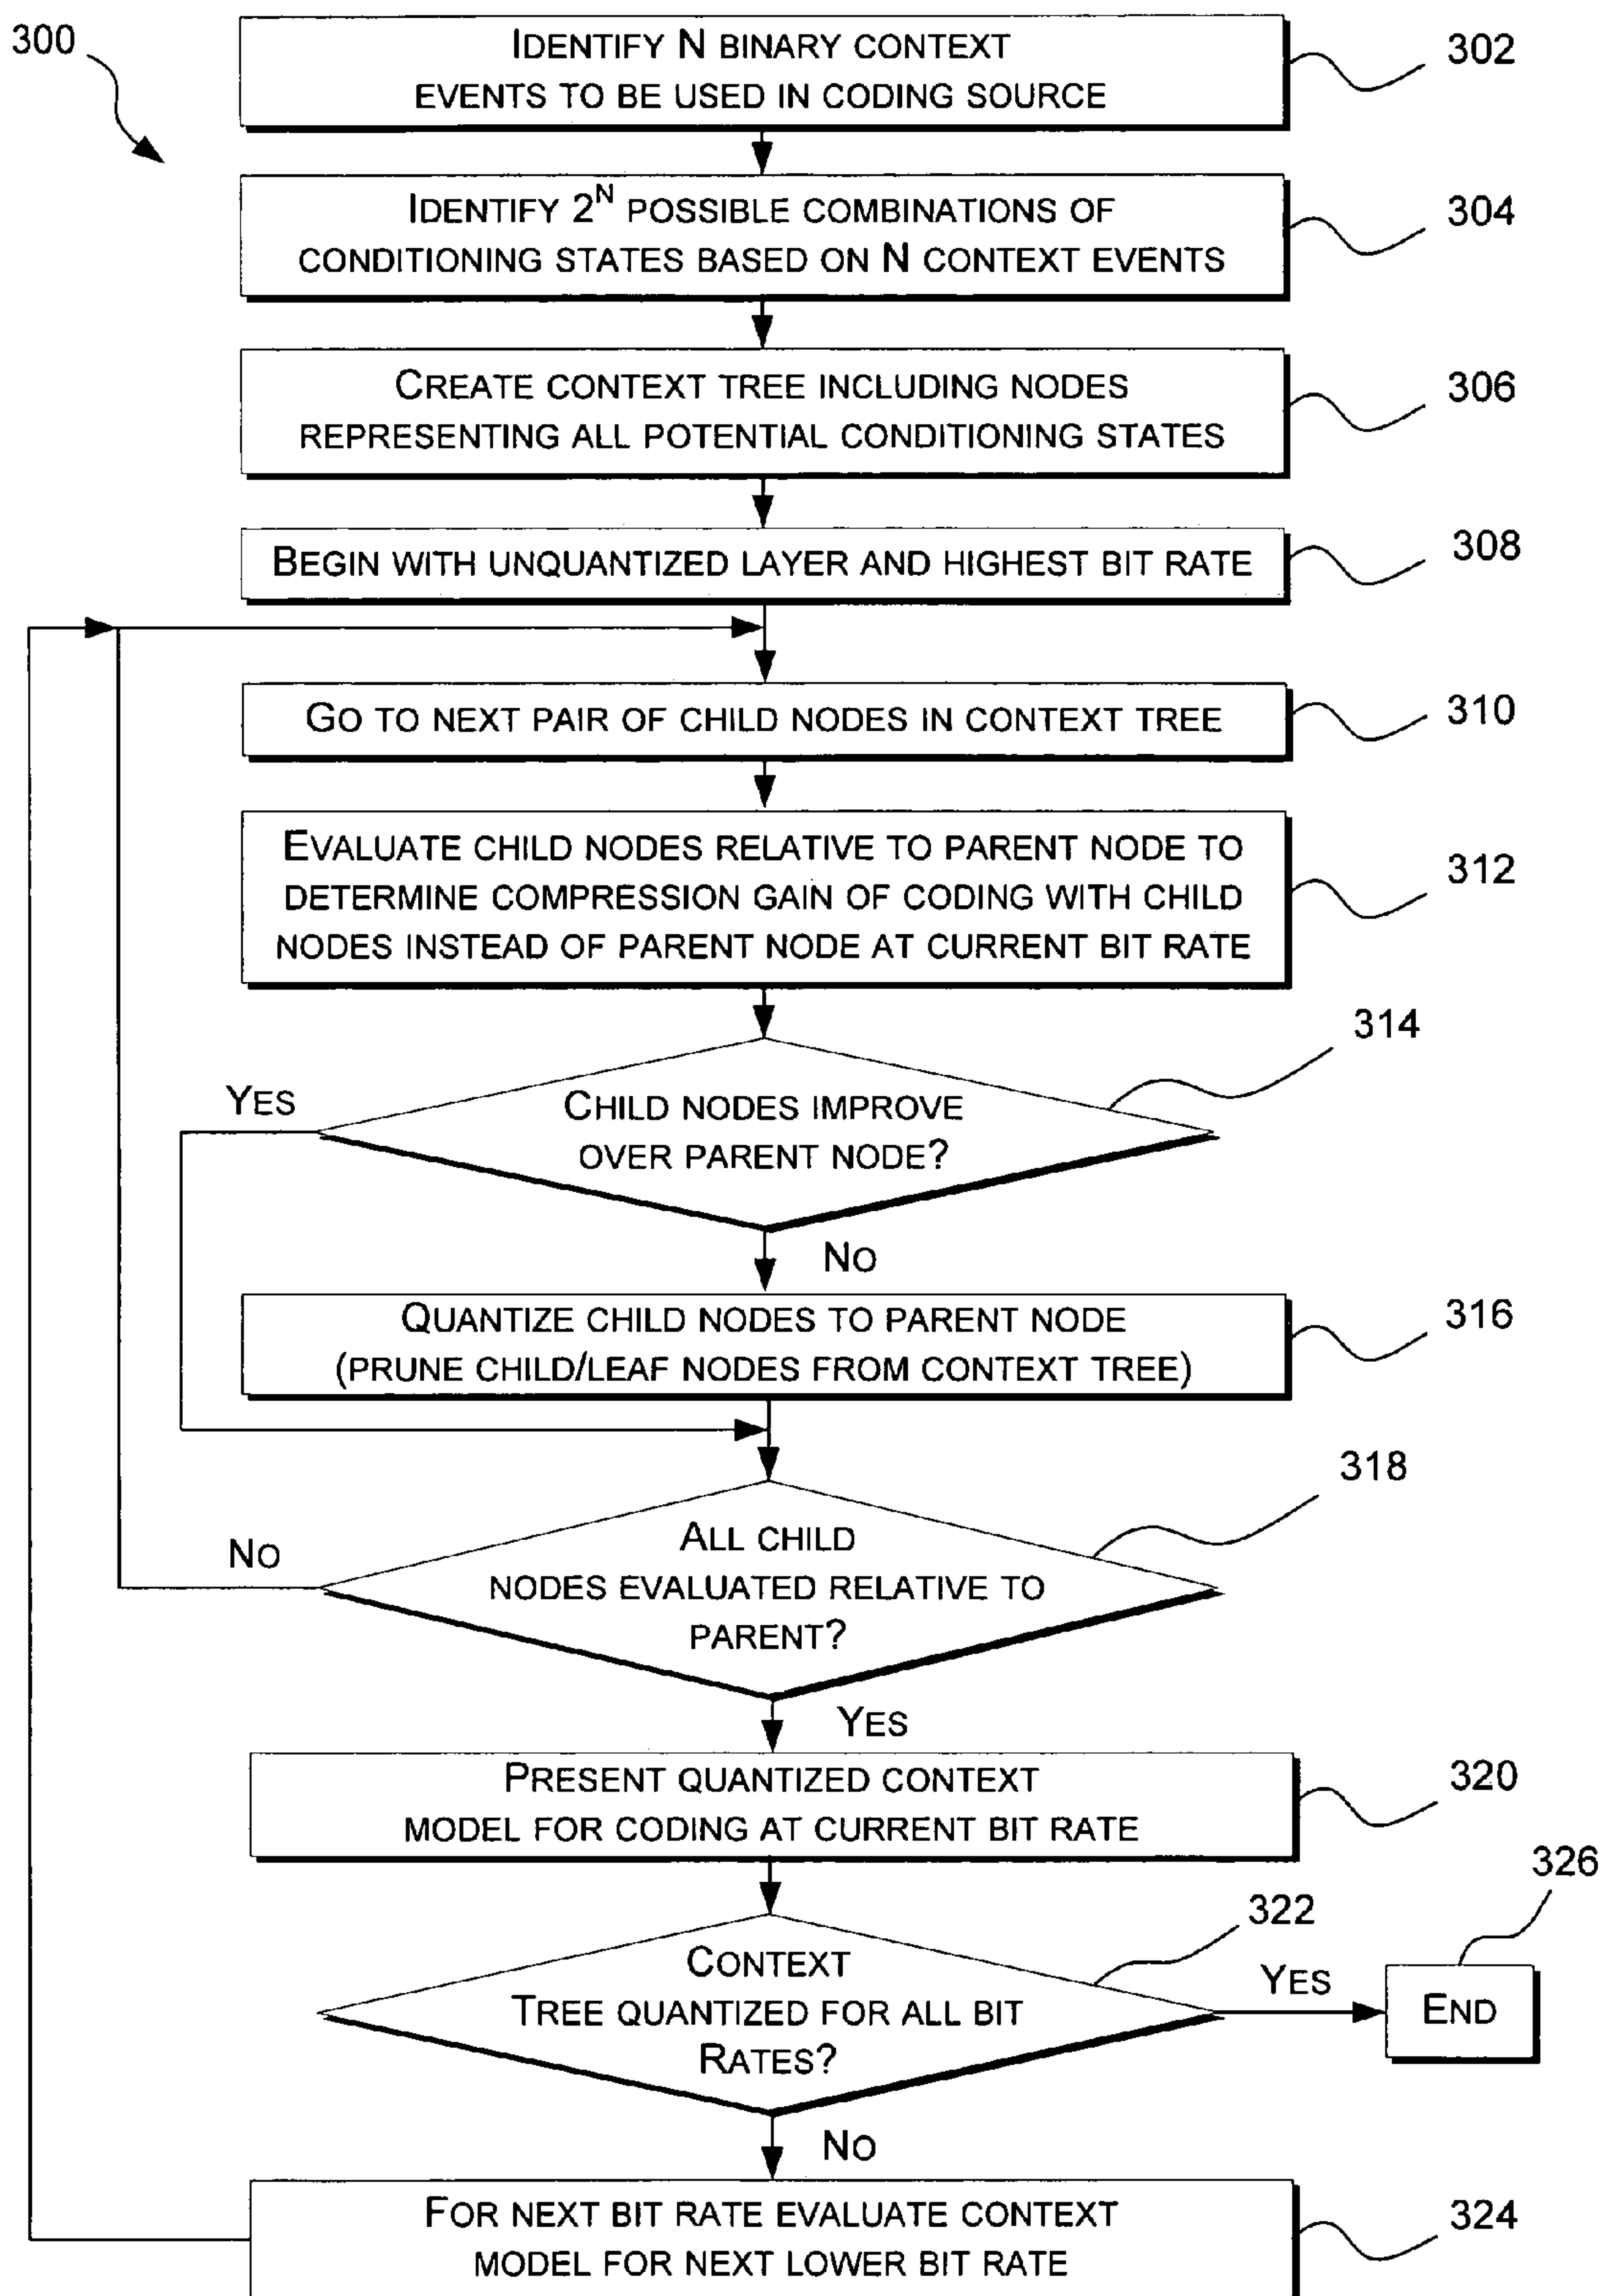 300
IDENTIFY N BINARY CONTEXT
EVENTS TO BE USED IN CODING SOURCE
302
IDENTIFY 2^N POSSIBLE COMBINATIONS OF
CONDITIONING STATES BASED ON N CONTEXT EVENTS
304
CREATE CONTEXT TREE INCLUDING NODES
REPRESENTING ALL POTENTIAL CONDITIONING STATES
306
BEGIN WITH UNQUANTIZED LAYER AND HIGHEST BIT RATE
308
GO TO NEXT PAIR OF CHILD NODES IN CONTEXT TREE
310
EVALUATE CHILD NODES RELATIVE TO PARENT NODE TO
DETERMINE COMPRESSION GAIN OF CODING WITH CHILD
NODES INSTEAD OF PARENT NODE AT CURRENT BIT RATE
312
314
YES
CHILD NODES IMPROVE
OVER PARENT NODE?
NO
QUANTIZE CHILD NODES TO PARENT NODE
(PRUNE CHILD/LEAF NODES FROM CONTEXT TREE)
316
318
NO
ALL CHILD
NODES EVALUATED RELATIVE TO
PARENT?
YES
PRESENT QUANTIZED CONTEXT
MODEL FOR CODING AT CURRENT BIT RATE
320
322
326
CONTEXT
TREE QUANTIZED FOR ALL BIT
RATES?
YES
END
NO
FOR NEXT BIT RATE EVALUATE CONTEXT
MODEL FOR NEXT LOWER BIT RATE
324